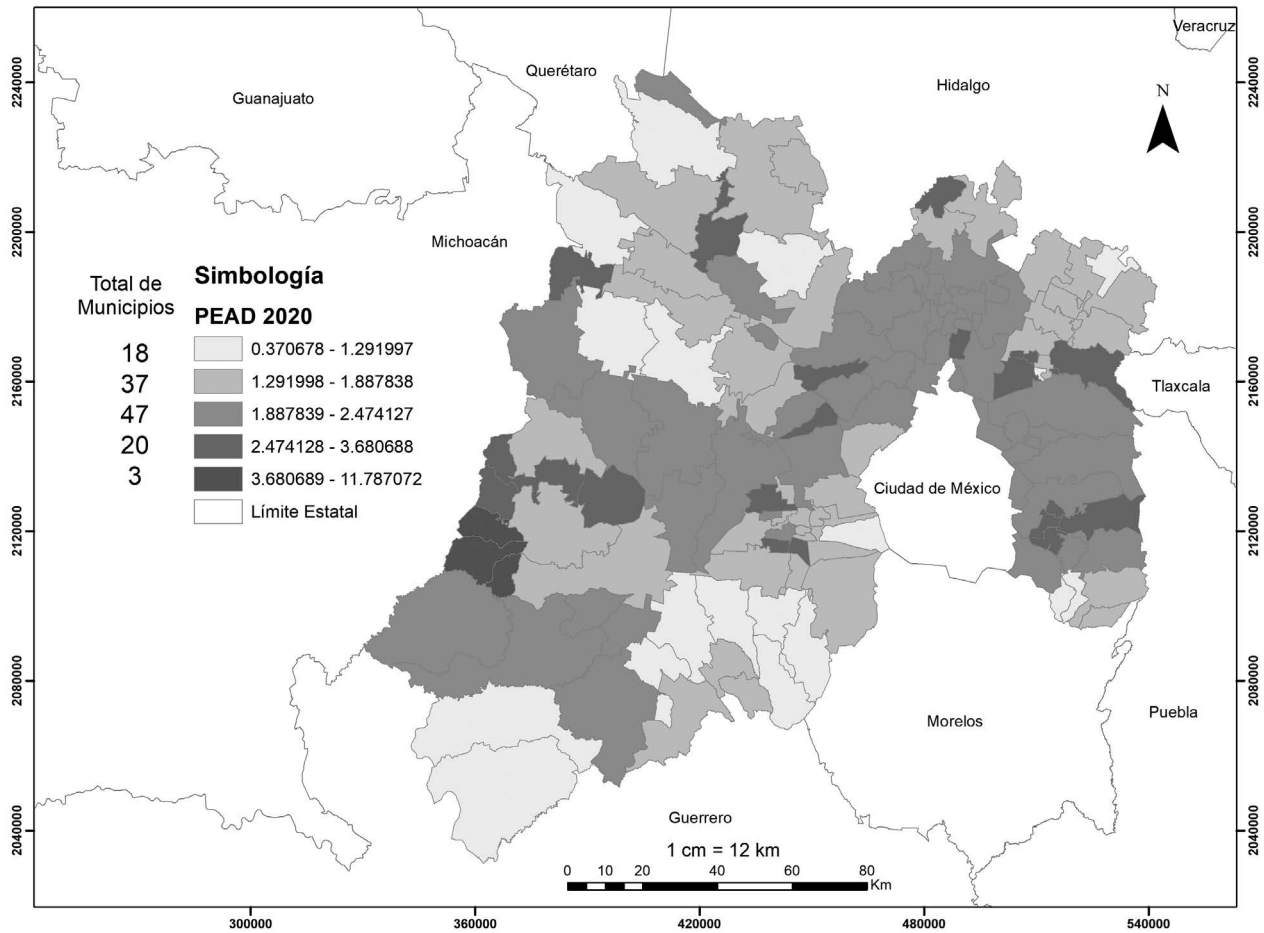 Veracruz
Querétaro
Hidalgo
Guanajuato
N
Michoacán
Total de
Municipios
Simbología
PEAD 2020
18
0.370678 - 1.291997
37
1.291998 - 1.887838
47
1.887839 - 2.474127
20
2.474128 - 3.680688
3
3.680689 - 11.787072
Límite Estatal
Tlaxcala
Ciudad de México
Puebla
Morelos
Guerrero
1 cm = 12 km
0 10 20 40 60 80
Km
2240000
2200000
2160000
2120000
2080000
2040000
2240000
2200000
2160000
2120000
2080000
2040000
300000 360000 420000 480000 540000